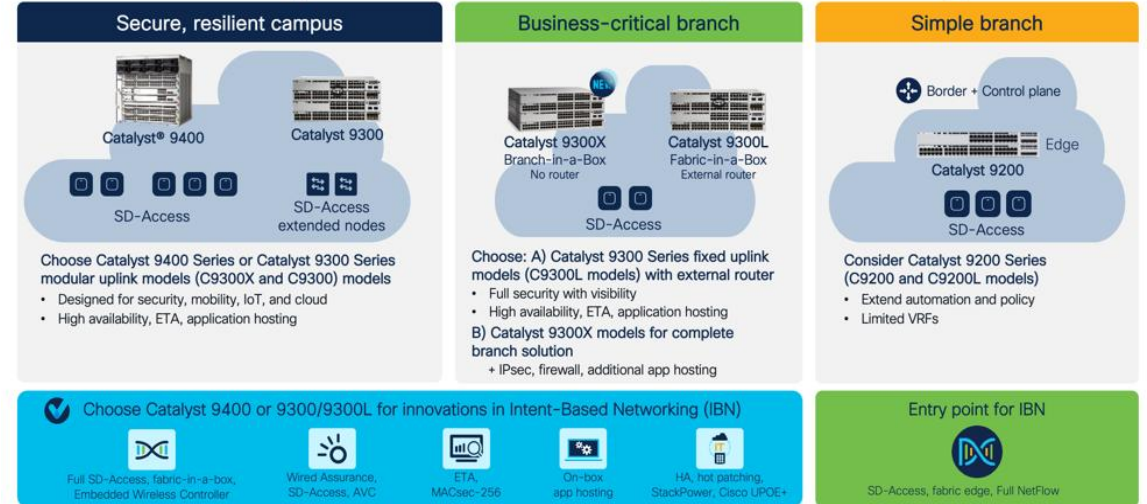 Secure, resilient campus
Catalyst® 9400
Catalyst 9300
SD-Access
SD-Access
extended nodes
Choose Catalyst 9400 Series or Catalyst 9300 Series
modular uplink models (C9300X and C9300) models
• Designed for security, mobility, IoT, and cloud
• High availability, ETA, application hosting
Business-critical branch
NEW
Catalyst 9300X
Branch-in-a-Box
No router
Catalyst 9300L
Fabric-in-a-Box
External router
SD-Access
Choose: A) Catalyst 9300 Series fixed uplink
models (C9300L models) with external router
• Full security with visibility
• High availability, ETA, application hosting
B) Catalyst 9300X models for complete
branch solution
+ IPsec, firewall, additional app hosting
Simple branch
Border + Control plane
Edge
Catalyst 9200
SD-Access
Consider Catalyst 9200 Series
(C9200 and C9200L models)
• Extend automation and policy
• Limited VRFs
Choose Catalyst 9400 or 9300/9300L for innovations in Intent-Based Networking (IBN)
Full SD-Access, fabric-in-a-box,
Embedded Wireless Controller
Wired Assurance,
SD-Access, AVC
ETA,
MACsec-256
On-box
app hosting
IT
HA, hot patching,
StackPower, Cisco UPOE+
Entry point for IBN
SD-Access, fabric edge, Full NetFlow